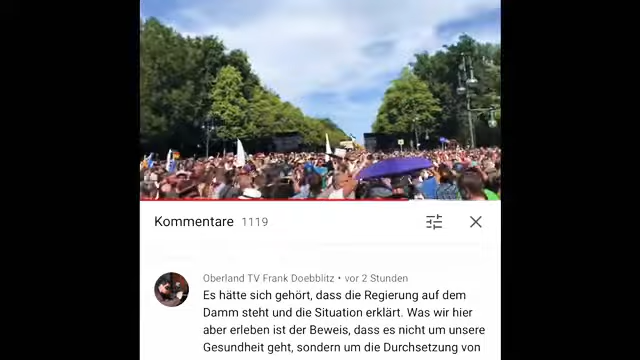 Kommentare 1119
Oberland TV Frank Doebblitz • vor 2 Stunden
Es hätte sich gehört, dass die Regierung auf dem
Damm steht und die Situation erklärt. Was wir hier
aber erleben ist der Beweis, dass es nicht um unsere
Gesundheit geht, sondern um die Durchsetzung von